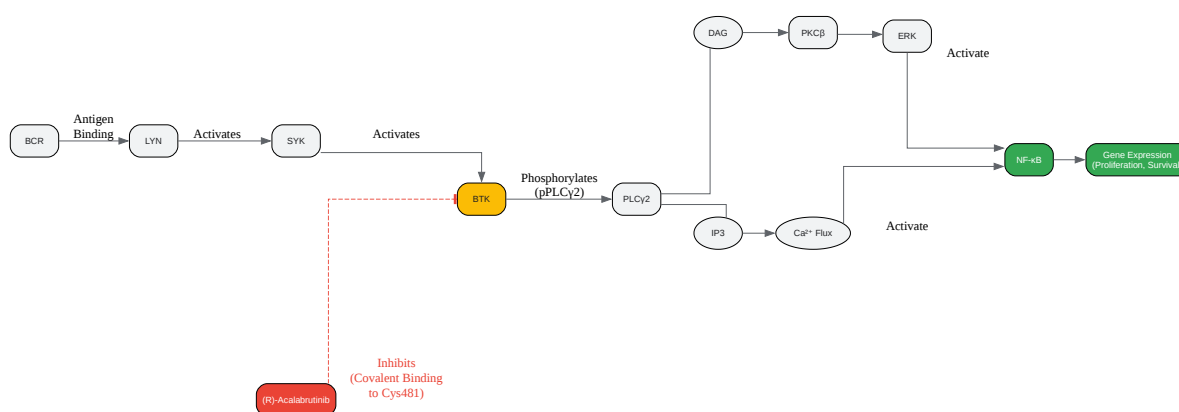 DAG
PKCβ
ERK
Activate
Antigen
Binding
BCR
LYN
Activates
SYK
Activates
NF-κB
Gene Expression
(Proliferation, Survival
Phosphorylates
(pPLCγ2)
BTK
PLCγ2
IP3
Ca²⁺ Flux
Activate
Inhibits
(Covalent Binding
to Cys481)
(R)-Acalabrutinib